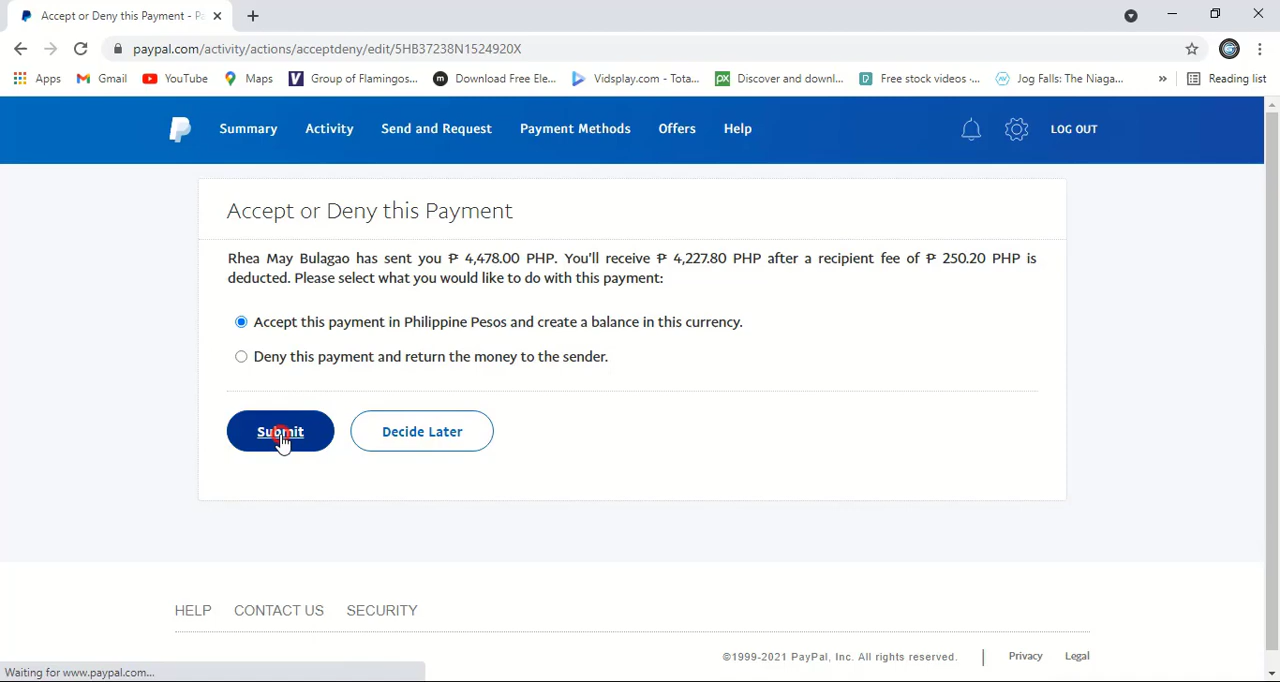 Accept or Deny this Payment - Pa
paypal.com/activity/actions/acceptdeny/edit/5HB37238N1524920X
Apps Gmail YouTube Maps Group of Flamingos... Download Free Ele... Vidsplay.com - Tota... Discover and downl... Free stock videos -... Jog Falls: The Niaga... » Reading list
Summary Activity Send and Request Payment Methods Offers Help LOG OUT
Accept or Deny this Payment
Rhea May Bulagao has sent you ₱ 4,478.00 PHP. You'll receive ₱ 4,227.80 PHP after a recipient fee of ₱ 250.20 PHP is
deducted. Please select what you would like to do with this payment:
Accept this payment in Philippine Pesos and create a balance in this currency.
Deny this payment and return the money to the sender.
Submit Decide Later
HELP CONTACT US SECURITY
©1999-2021 PayPal, Inc. All rights reserved. | Privacy Legal
Waiting for www.paypal.com...